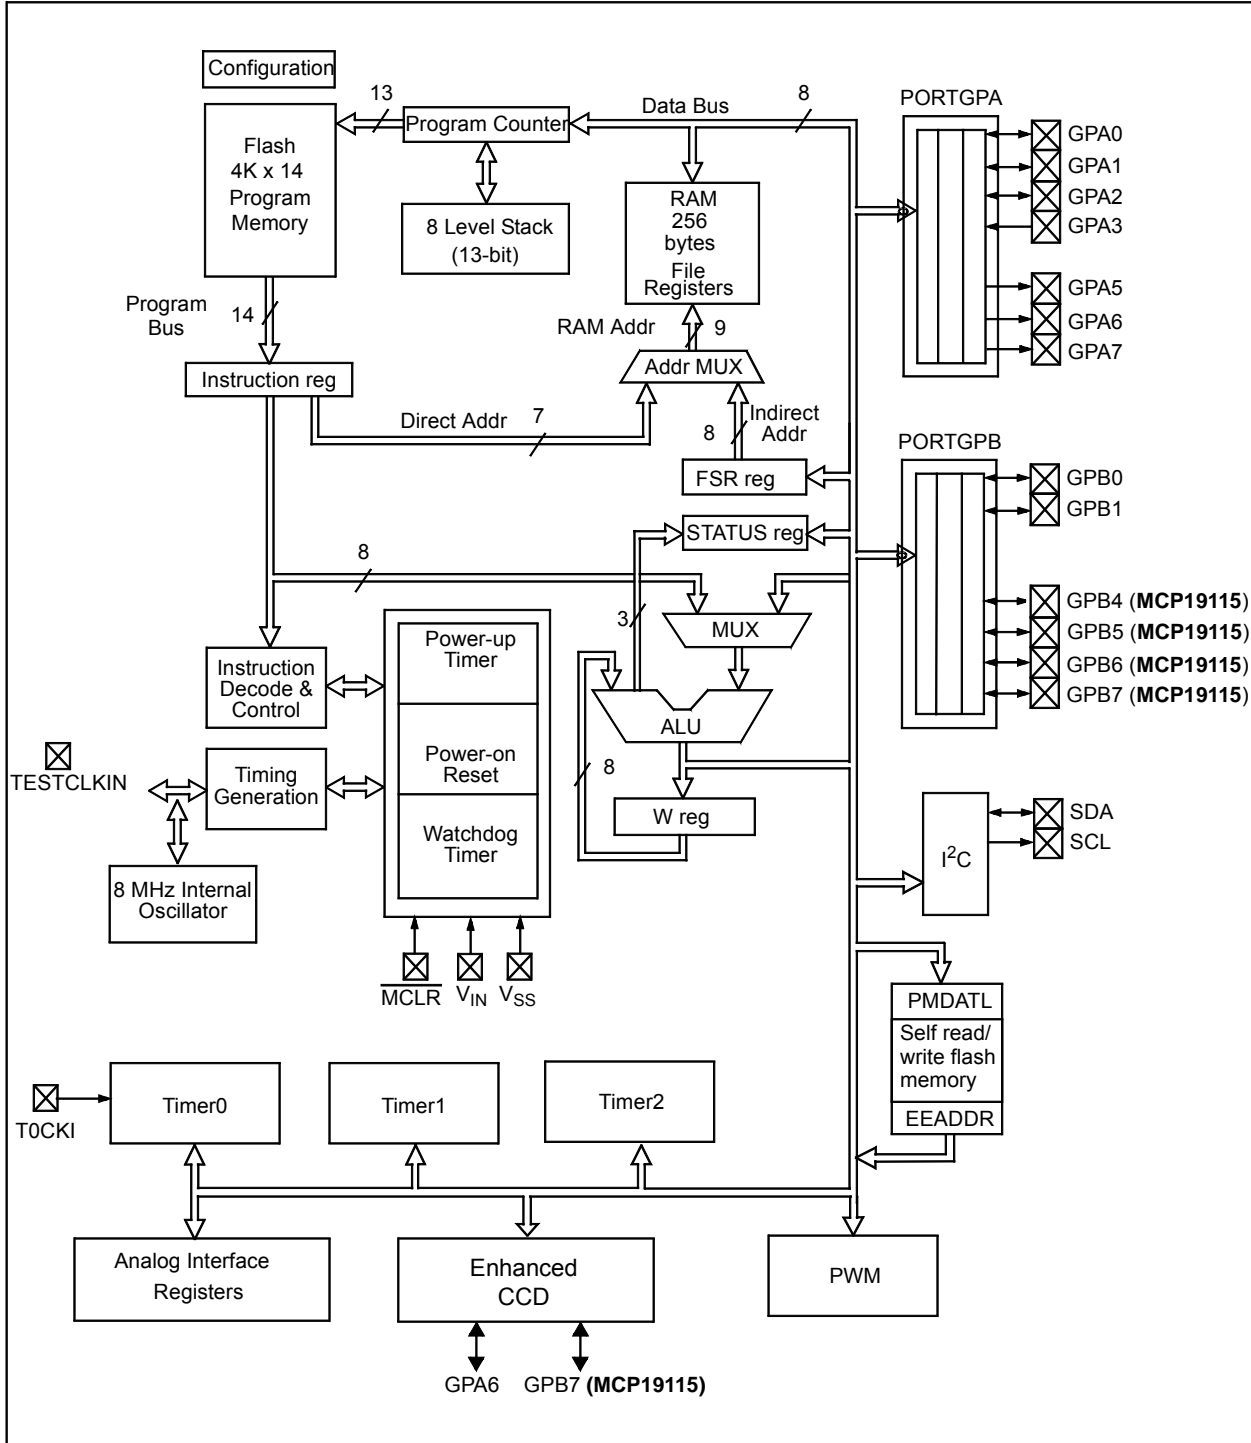 Configuration
13
Program Counter
Data Bus
8
PORTGPA
Flash
4K x 14
Program
Memory
8 Level Stack
(13-bit)
RAM
256
bytes
File
Registers
GPA0
GPA1
GPA2
GPA3
GPA5
GPA6
GPA7
Program
Bus
14
RAM Addr
9
Addr MUX
Instruction reg
Direct Addr
7
8
Indirect
Addr
FSR reg
STATUS reg
PORTGPB
GPB0
GPB1
GPB4 (MCP19115)
GPB5 (MCP19115)
GPB6 (MCP19115)
GPB7 (MCP19115)
8
3
MUX
ALU
8
W reg
Instruction
Decode &
Control
Power-up
Timer
Power-on
Reset
Watchdog
Timer
TESTCLKIN
Timing
Generation
8 MHz Internal
Oscillator
MCLR
VIN
VSS
I2C
SDA
SCL
PMDATL
Self read/
write flash
memory
EEADDR
T0CKI
Timer0
Timer1
Timer2
Analog Interface
Registers
Enhanced
CCD
PWM
GPA6
GPB7 (MCP19115)